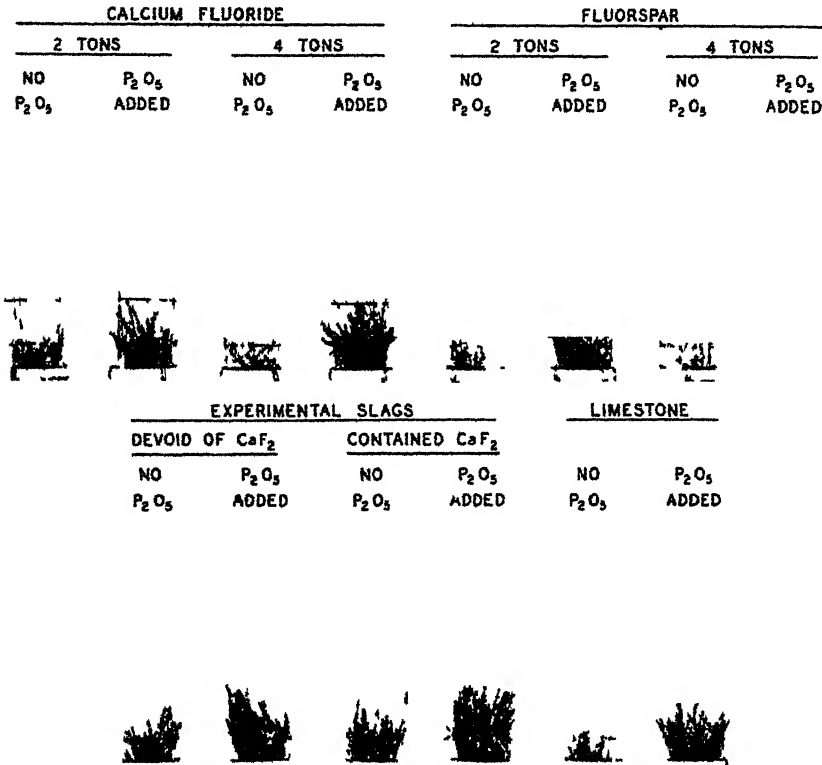 CALCIUM FLUORIDE FLUORSPAR
2 TONS 4 TONS 2 TONS 4 TONS
NO P₂O₅ NO P₂O₅ NO P₂O₅ NO P₂O₅
P₂O₅ ADDED P₂O₅ ADDED P₂O₅ ADDED P₂O₅ ADDED
EXPERIMENTAL SLAGS LIMESTONE
DEVOID OF CaF₂ CONTAINED CaF₂
NO P₂O₅ NO P₂O₅ NO P₂O₅
P₂O₅ ADDED P₂O₅ ADDED P₂O₅ ADDED